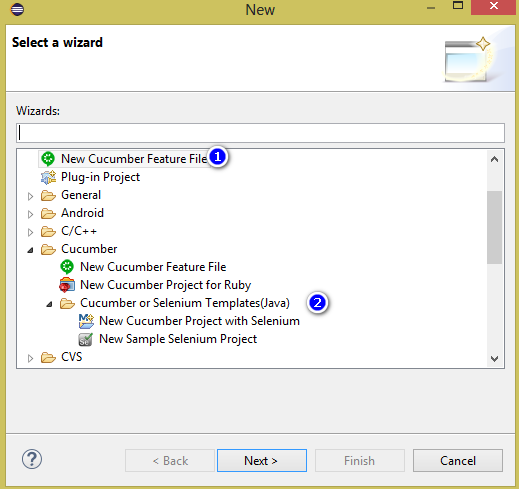 New
Select a wizard
Wizards:
New Cucumber Feature File 1
Plug-in Project
General
Android
C/C++
Cucumber
New Cucumber Feature File
New Cucumber Project for Ruby
Cucumber or Selenium Templates(Java) 2
New Cucumber Project with Selenium
New Sample Selenium Project
CVS
? < Back Next > Finish Cancel